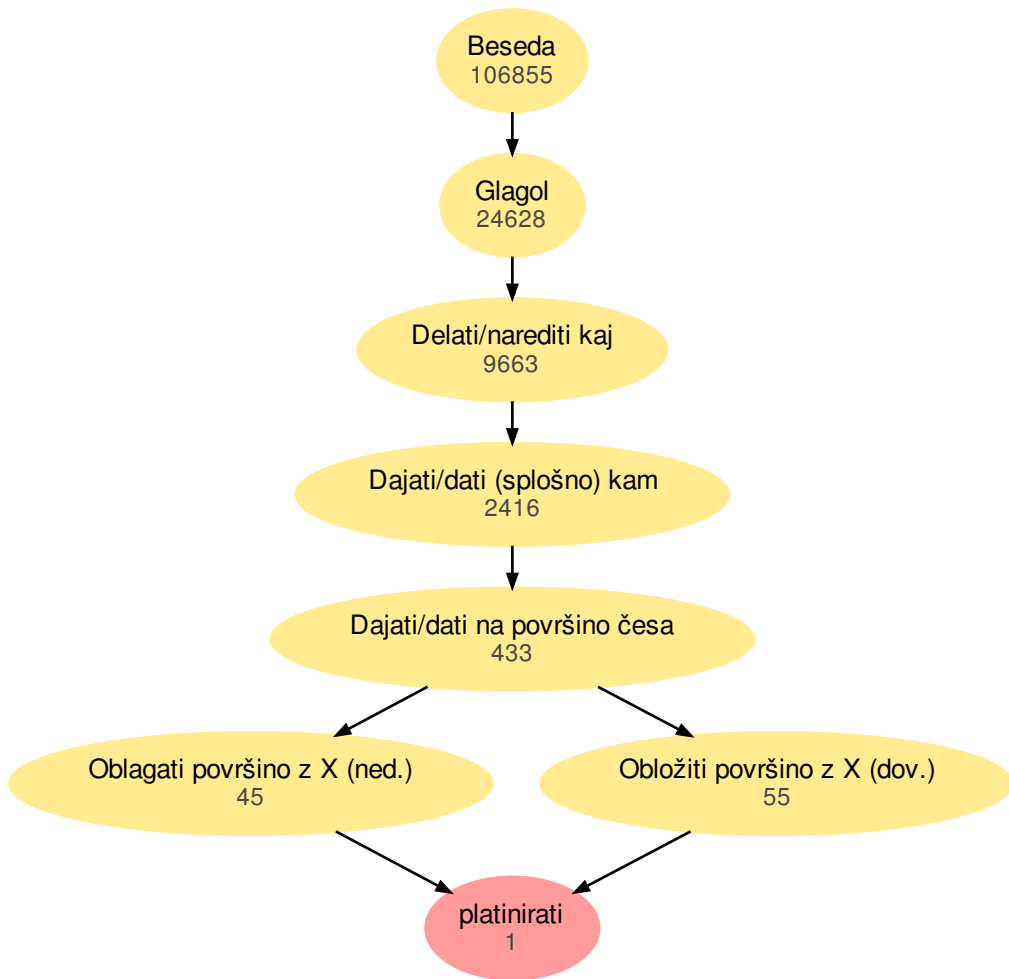 Beseda
106855
Glagol
24628
Delati/narediti kaj
9663
Dajati/dati (splošno) kam
2416
Dajati/dati na površino česa
433
Oblagati površino z X (ned.)
45
Obložiti površino z X (dov.)
55
platinirati
1